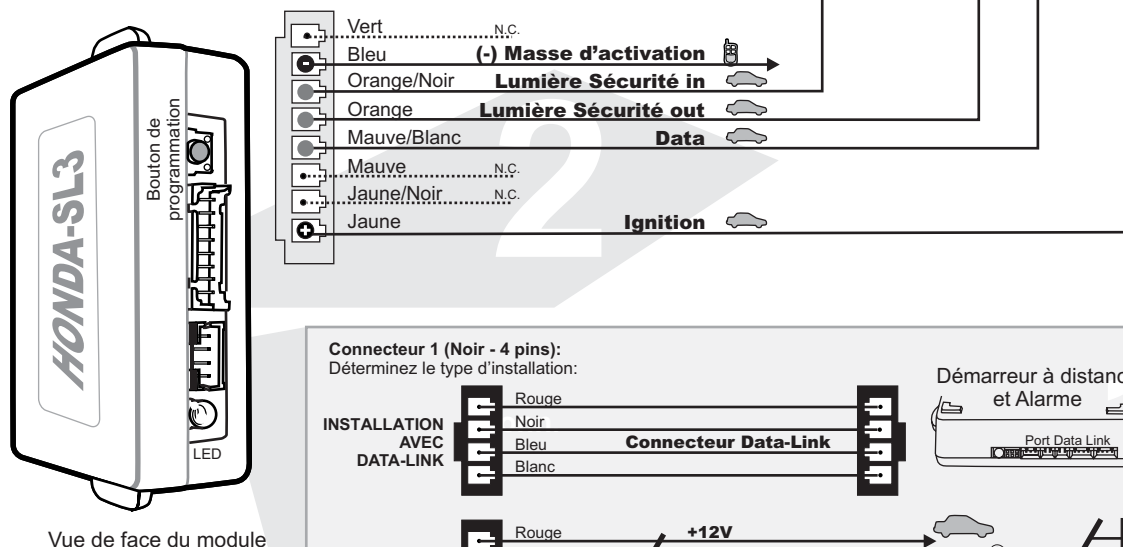 Vert N.C.
Bleu (-) Masse d'activation
Orange/Noir Lumière Sécurité in
Orange Lumière Sécurité out
Mauve/Blanc Data
Mauve N.C.
Jaune/Noir N.C.
Jaune Ignition
2
HONDA-SL3
Bouton de
programmation
LED
Vue de face du module
Connecteur 1 (Noir - 4 pins):
Déterminez le type d'installation:
INSTALLATION
AVEC
DATA-LINK
Rouge
Noir
Bleu Connecteur Data-Link
Blanc
Démarreur à distanc
et Alarme
Port Data Link
Rouge +12V